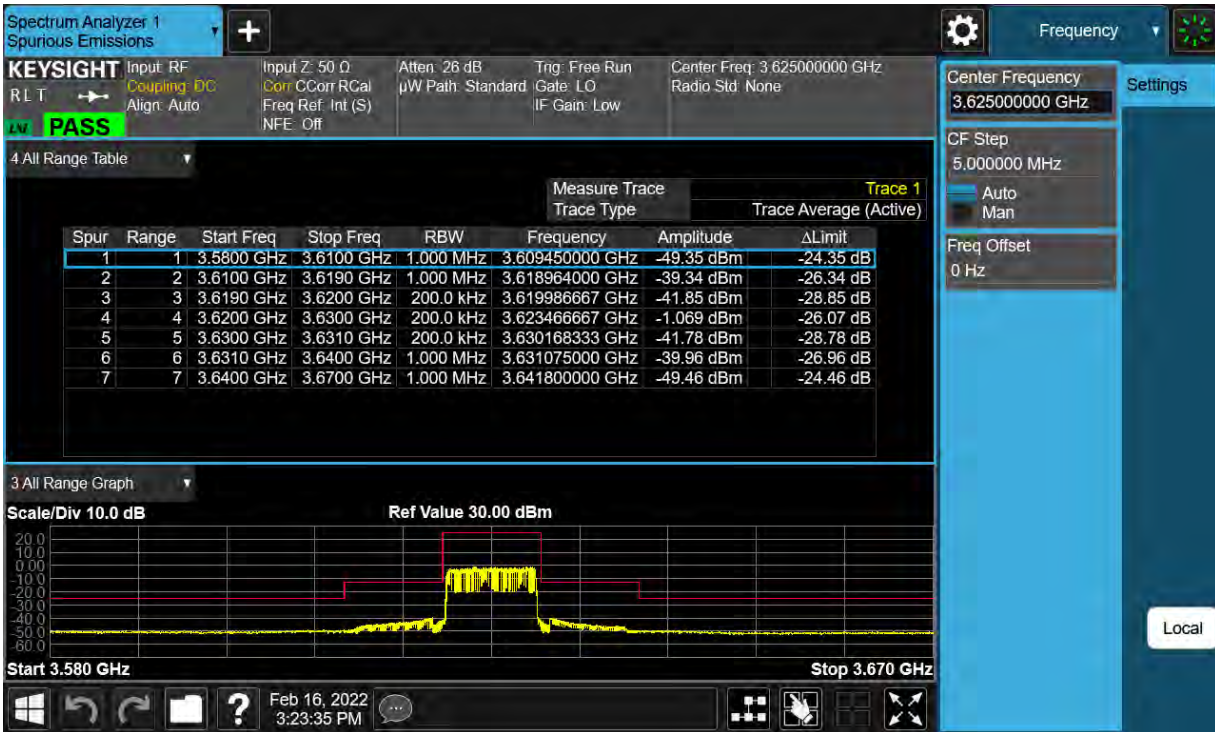 Spectrum Analyzer 1
Spurious Emissions
Frequency
KEYSIGHT Input: RF Input Z: 50 Ω Atten: 26 dB Trig: Free Run Center Freq: 3.625000000 GHz
RLT Coupling: DC Corr CCorr RCal µW Path: Standard Gate: LO Radio Std: None
Align: Auto Freq Ref: Int (S) IF Gain: Low
NFE: Off
LNI PASS
Center Frequency
3.625000000 GHz
Settings
CF Step
5.000000 MHz
Auto
Man
Freq Offset
0 Hz
4 All Range Table
Measure Trace Trace 1
Trace Type Trace Average (Active)
Spur Range Start Freq Stop Freq RBW Frequency Amplitude ΔLimit
1 1 3.5800 GHz 3.6100 GHz 1.000 MHz 3.609450000 GHz -49.35 dBm -24.35 dB
2 2 3.6100 GHz 3.6190 GHz 1.000 MHz 3.618964000 GHz -39.34 dBm -26.34 dB
3 3 3.6190 GHz 3.6200 GHz 200.0 kHz 3.619986667 GHz -41.85 dBm -28.85 dB
4 4 3.6200 GHz 3.6300 GHz 200.0 kHz 3.623466667 GHz -1.069 dBm -26.07 dB
5 5 3.6300 GHz 3.6310 GHz 200.0 kHz 3.630168333 GHz -41.78 dBm -28.78 dB
6 6 3.6310 GHz 3.6400 GHz 1.000 MHz 3.631075000 GHz -39.96 dBm -26.96 dB
7 7 3.6400 GHz 3.6700 GHz 1.000 MHz 3.641800000 GHz -49.46 dBm -24.46 dB
3 All Range Graph
Scale/Div 10.0 dB Ref Value 30.00 dBm
20.0
10.0
0.00
-10.0
-20.0
-30.0
-40.0
-50.0
-60.0
Start 3.580 GHz Stop 3.670 GHz
Local
Feb 16, 2022
3:23:35 PM